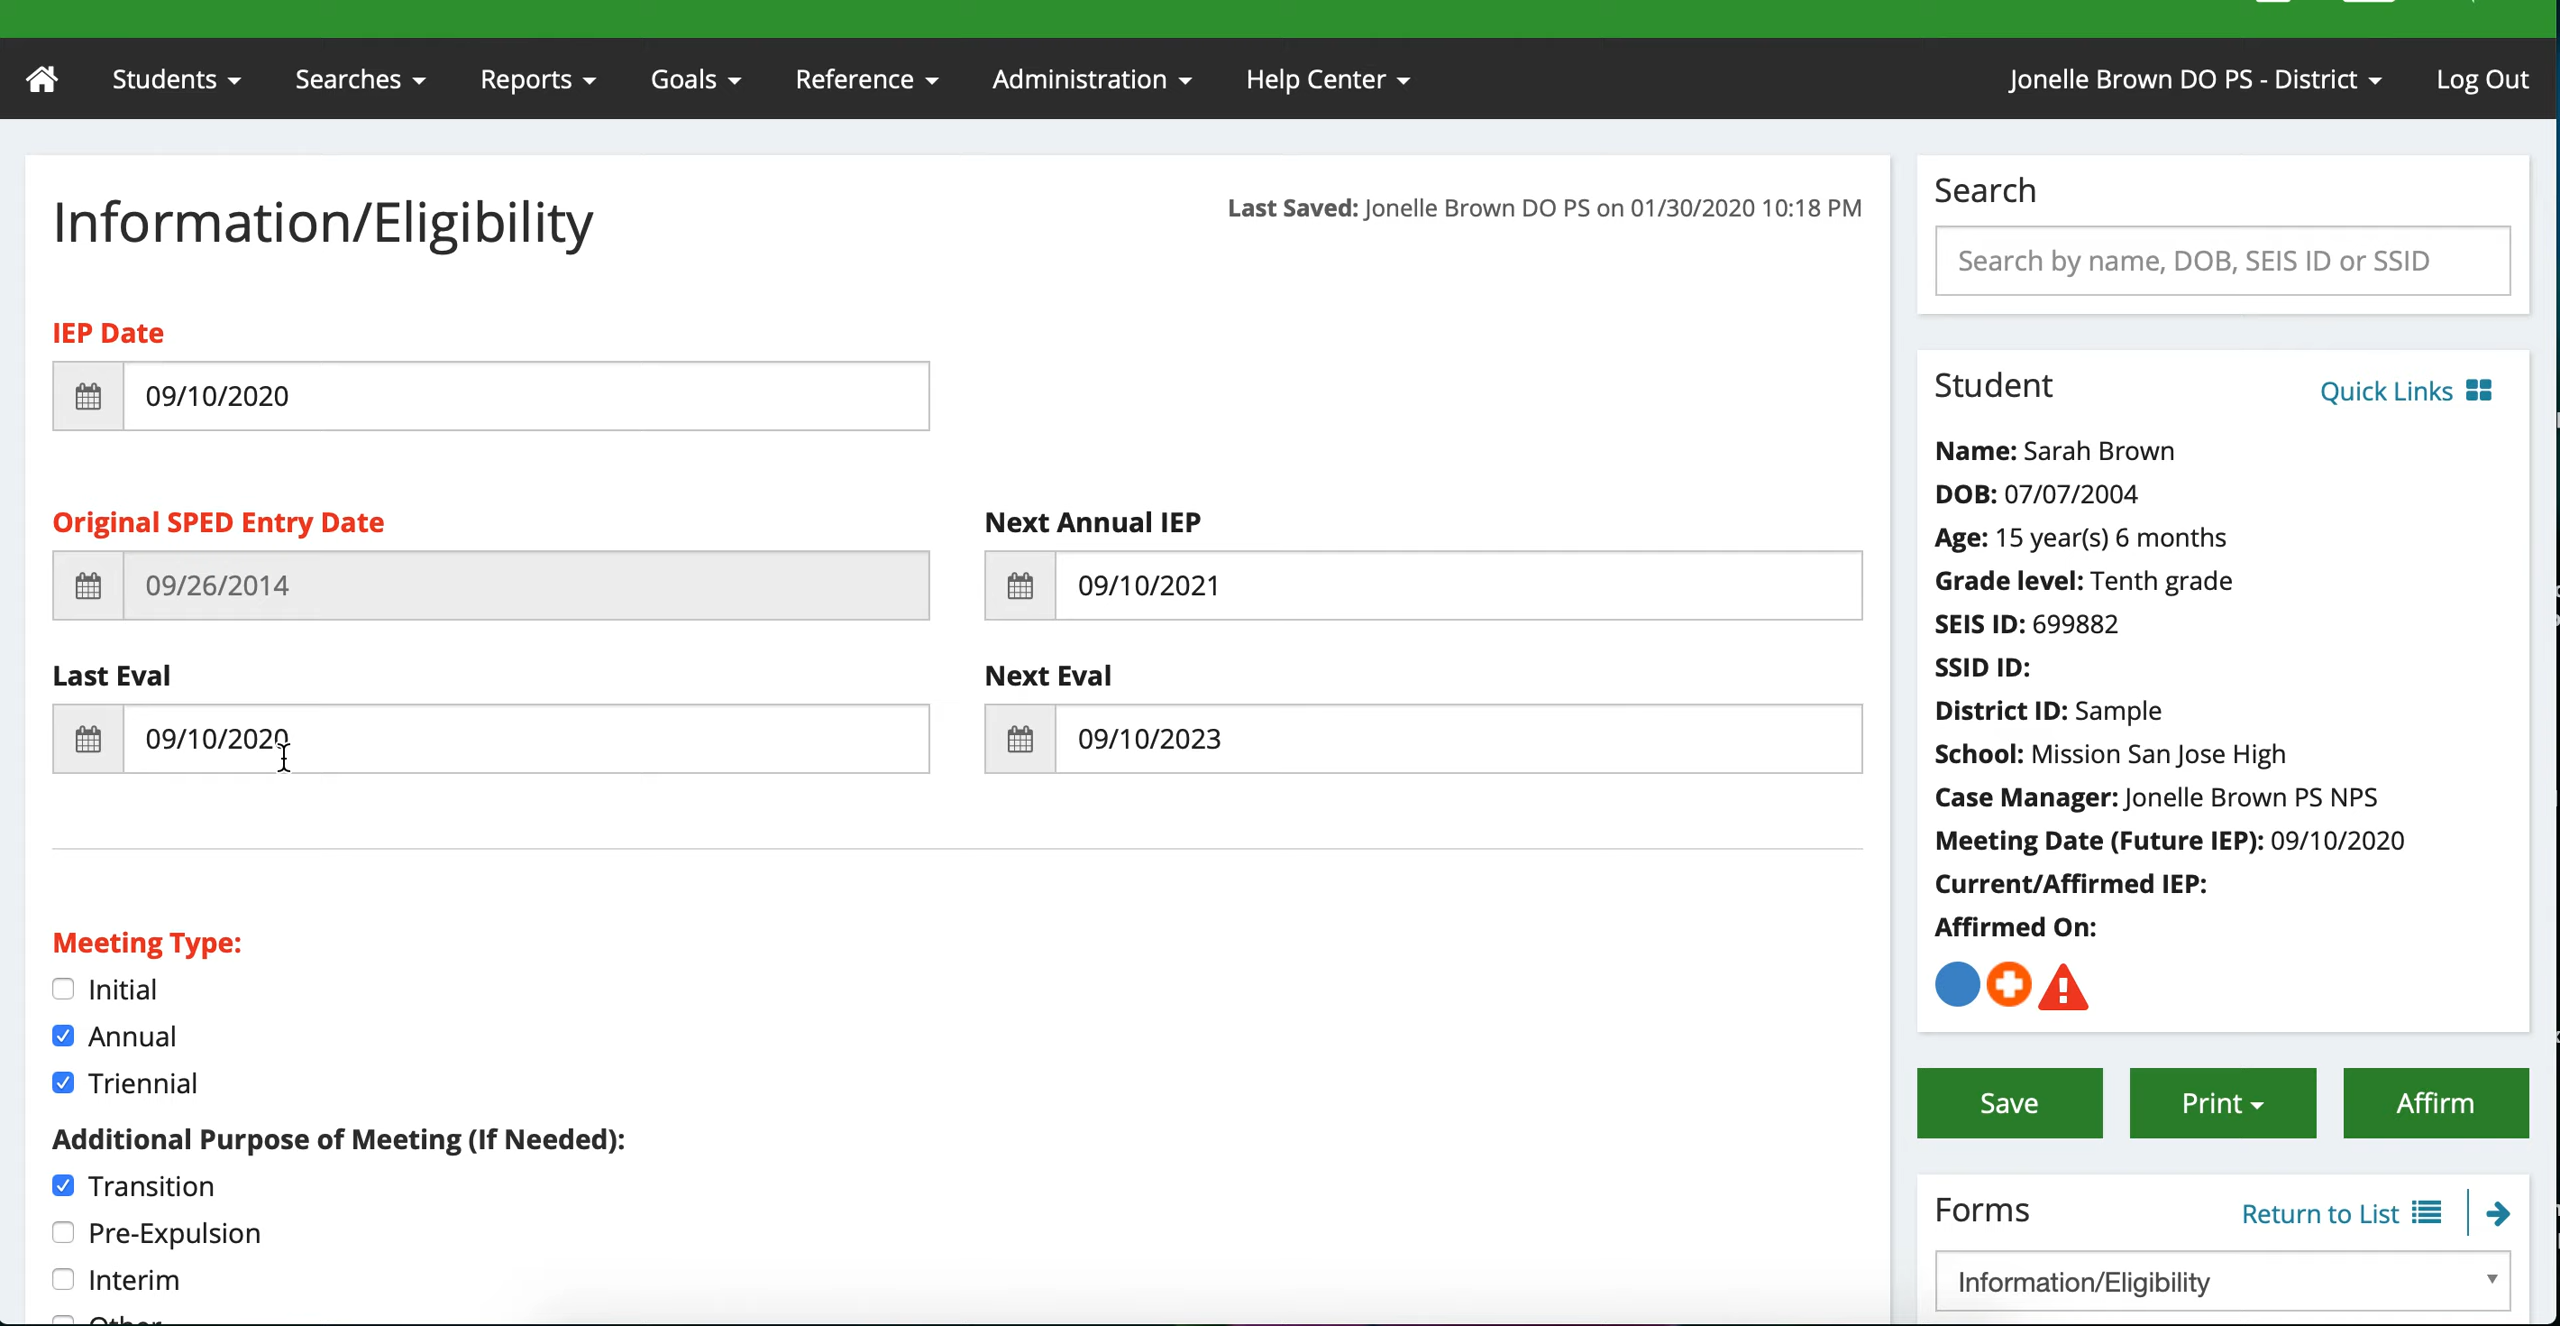 Students Searches Reports Goals Reference Administration Help Center Jonelle Brown DO PS - District Log Out
Information/Eligibility
Last Saved: Jonelle Brown DO PS on 01/30/2020 10:18 PM
IEP Date
09/10/2020
Original SPED Entry Date
09/26/2014
Next Annual IEP
09/10/2021
Last Eval
09/10/2020
Next Eval
09/10/2023
Meeting Type:
Initial
Annual
Triennial
Additional Purpose of Meeting (If Needed):
Transition
Pre-Expulsion
Interim
Other
Search
Search by name, DOB, SEIS ID or SSID
Student
Quick Links
Name: Sarah Brown
DOB: 07/07/2004
Age: 15 year(s) 6 months
Grade level: Tenth grade
SEIS ID: 699882
SSID ID:
District ID: Sample
School: Mission San Jose High
Case Manager: Jonelle Brown PS NPS
Meeting Date (Future IEP): 09/10/2020
Current/Affirmed IEP:
Affirmed On:
Save Print Affirm
Forms
Return to List
Information/Eligibility